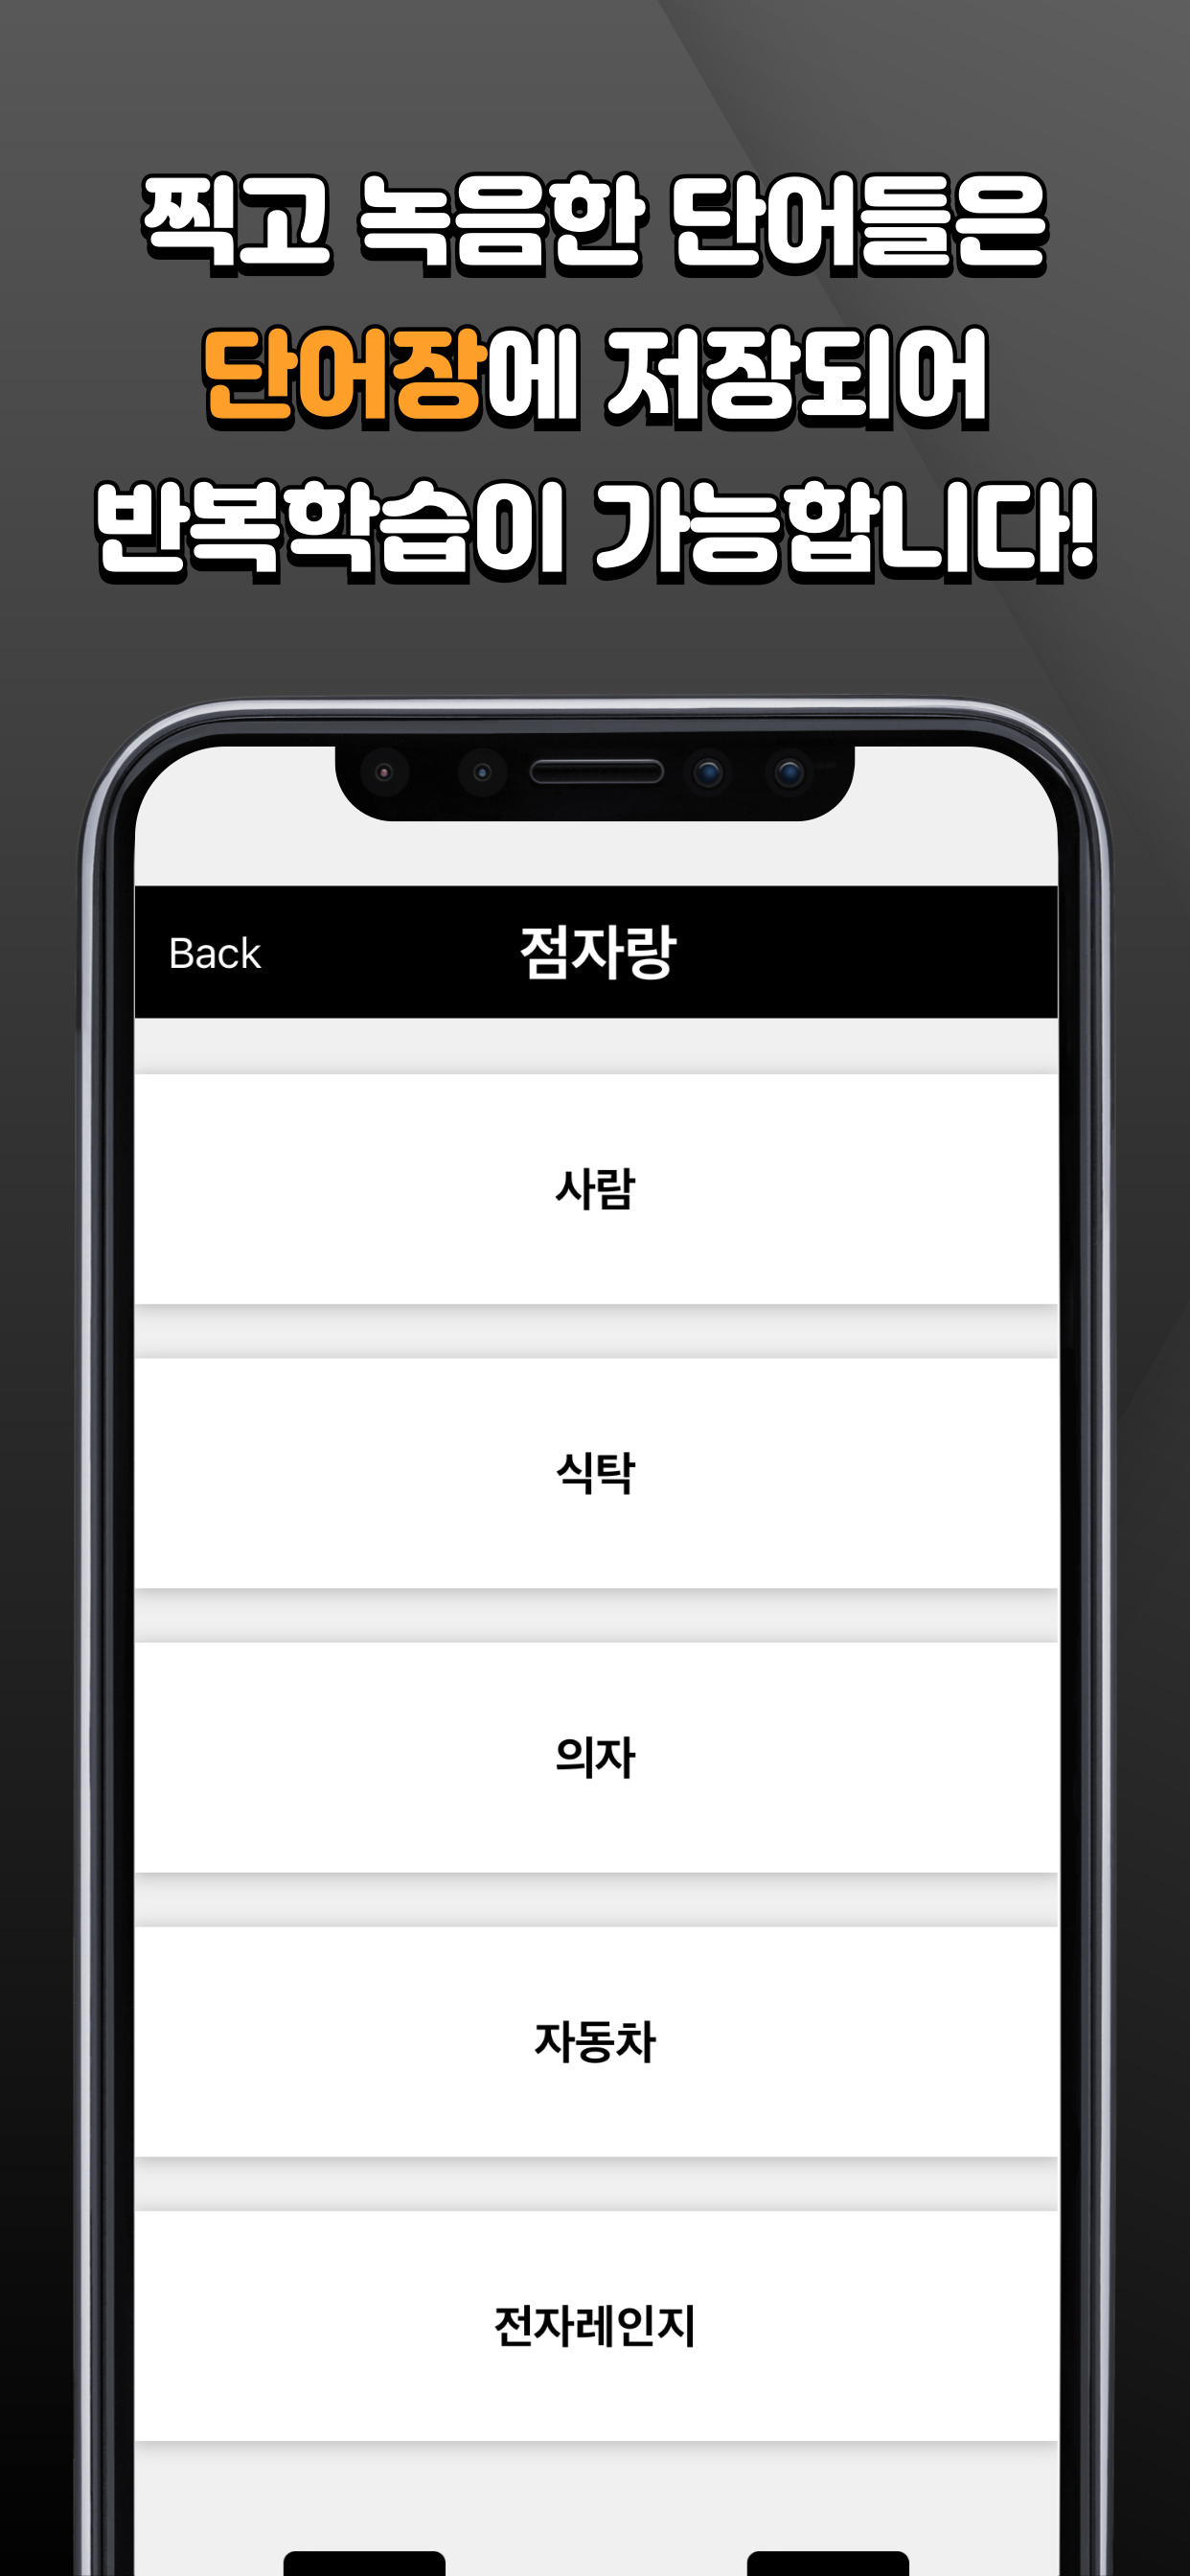 찍고 녹음한 단어들은
단어장에 저장되어
반복학습이 가능합니다!
Back 점자랑
사람
식탁
의자
자동차
전자레인지